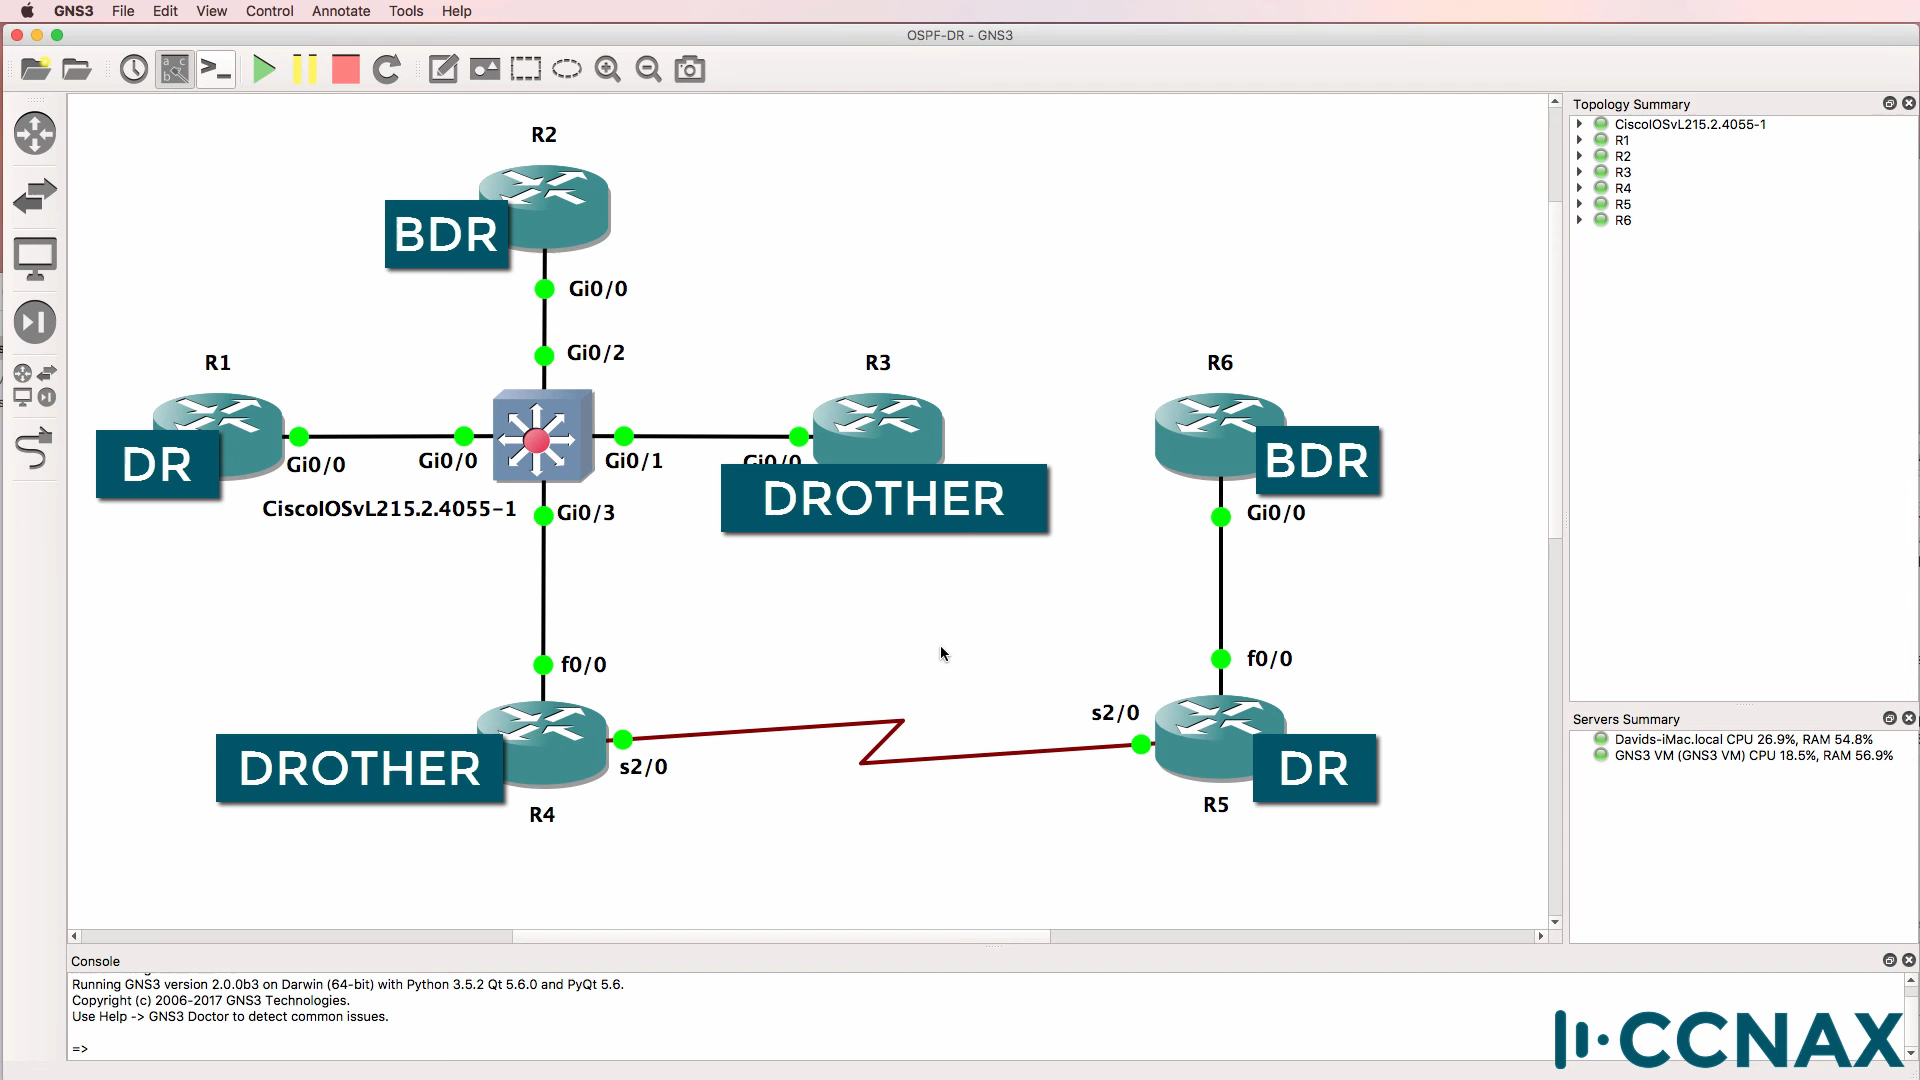 GNS3 File Edit View Control Annotate Tools Help
OSPF-DR - GNS3
R2
BDR
Gi0/0
Gi0/2
R1
R3
R6
DR
Gi0/0
Gi0/0
Gi0/1
Gi0/0
DROTHER
BDR
CiscoIOSvL215.2.4055-1
Gi0/3
Gi0/0
f0/0
f0/0
s2/0
DROTHER
s2/0
DR
R4
R5
Topology Summary
CiscoIOSvL215.2.4055-1
R1
R2
R3
R4
R5
R6
Servers Summary
Davids-iMac.local CPU 26.9%, RAM 54.8%
GNS3 VM (GNS3 VM) CPU 18.5%, RAM 56.9%
Console
Running GNS3 version 2.0.0b3 on Darwin (64-bit) with Python 3.5.2 Qt 5.6.0 and PyQt 5.6.
Copyright (c) 2006-2017 GNS3 Technologies.
Use Help -> GNS3 Doctor to detect common issues.
=>
CCNAX